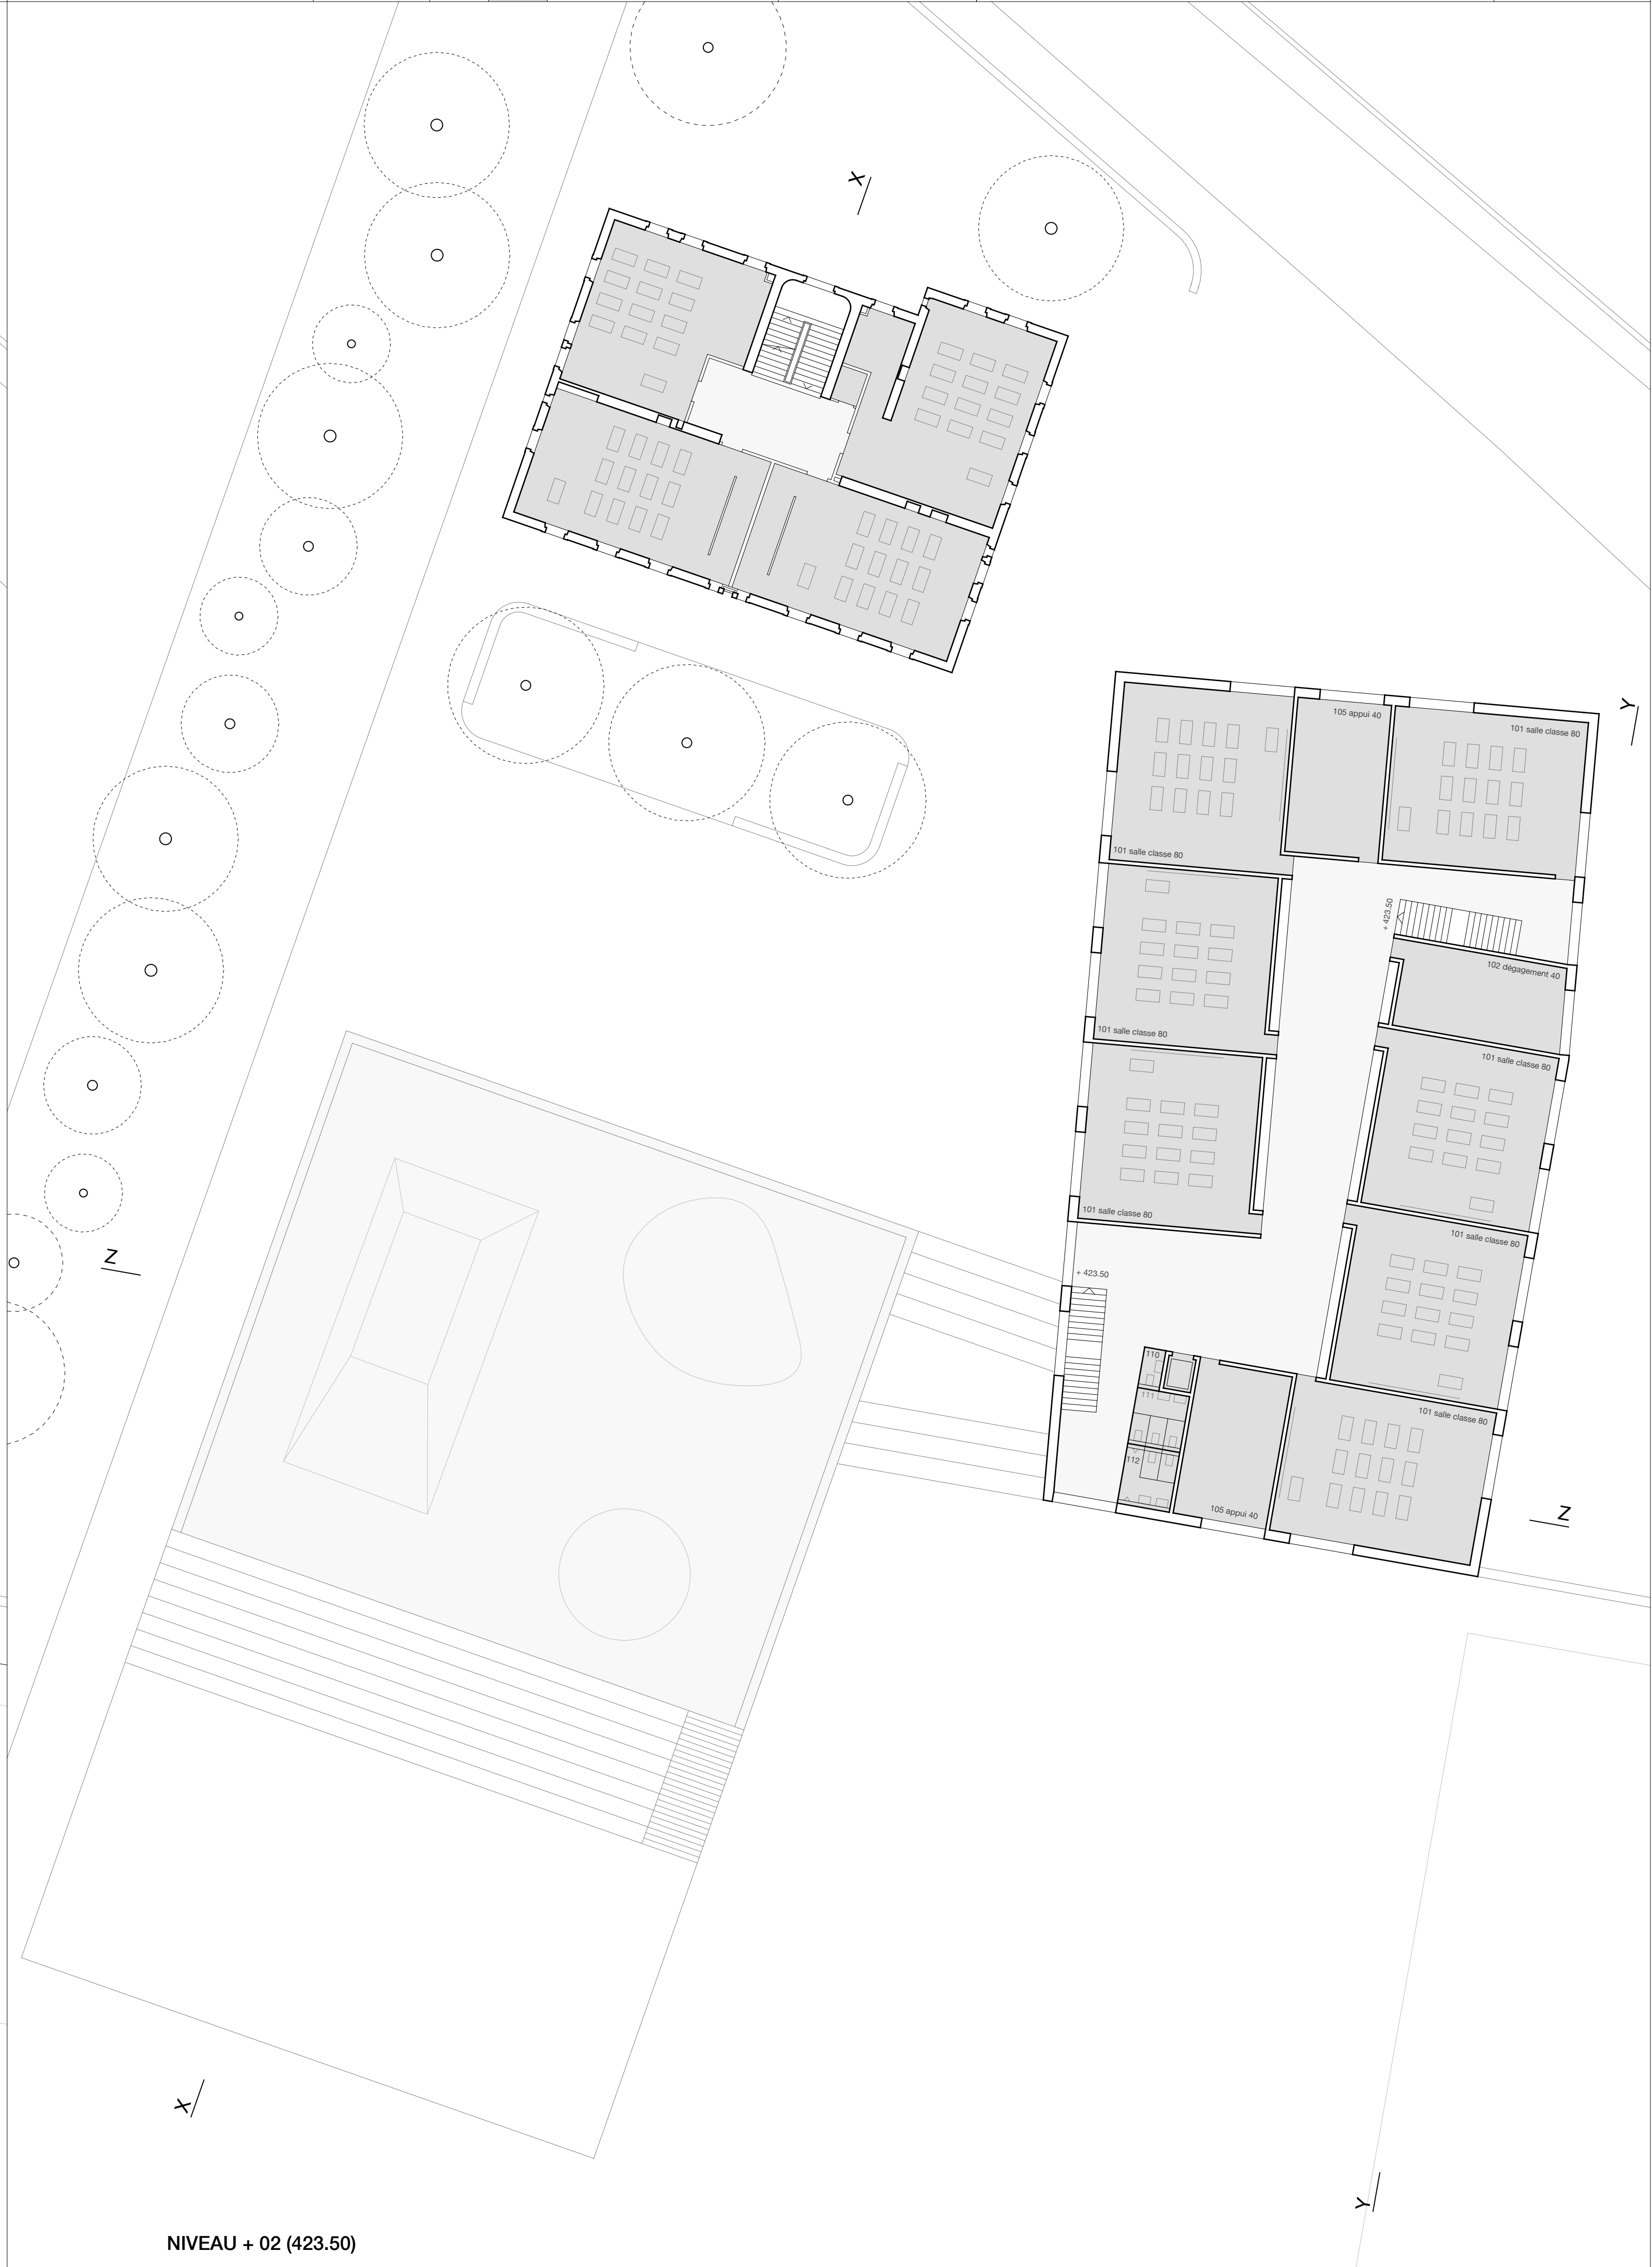 X
Y
105 appui 40
101 salle classe 80
101 salle classe 80
+ 423.50
102 dégagement 40
101 salle classe 80
101 salle classe 80
101 salle classe 80
101 salle classe 80
Z
+ 423.50
110
111
101 salle classe 80
112
105 appui 40
Z
X
Y
NIVEAU + 02 (423.50)